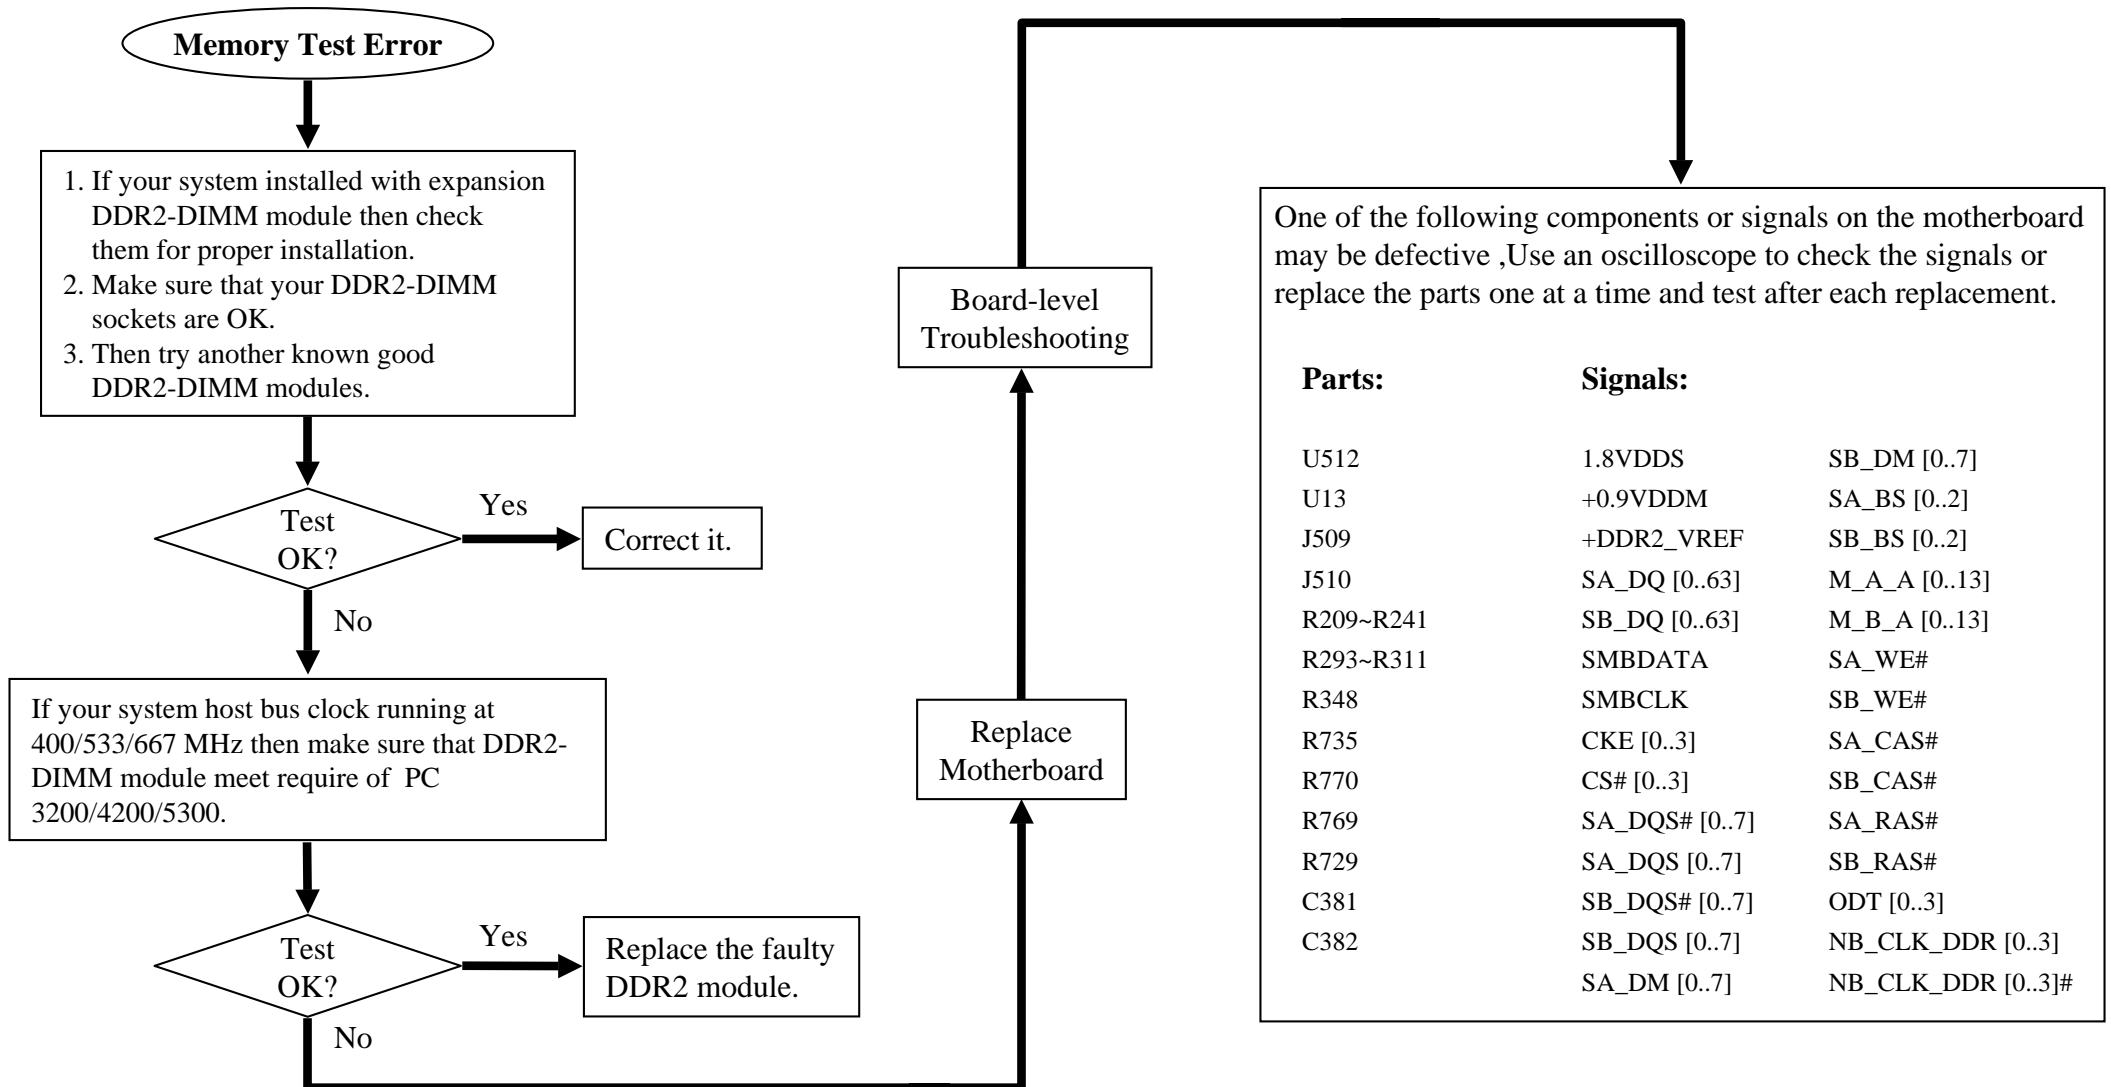 Memory Test Error
1. If your system installed with expansion
DDR2-DIMM module then check
them for proper installation.
2. Make sure that your DDR2-DIMM
sockets are OK.
3. Then try another known good
DDR2-DIMM modules.
Test
OK?
Yes
Correct it.
No
If your system host bus clock running at
400/533/667 MHz then make sure that DDR2-
DIMM module meet require of  PC
3200/4200/5300.
Test
OK?
Yes
Replace the faulty
DDR2 module.
No
Replace
Motherboard
Board-level
Troubleshooting
One of the following components or signals on the motherboard
may be defective ,Use an oscilloscope to check the signals or
replace the parts one at a time and test after each replacement.
Parts: Signals:
U512 1.8VDDS SB_DM [0..7]
U13 +0.9VDDM SA_BS [0..2]
J509 +DDR2_VREF SB_BS [0..2]
J510 SA_DQ [0..63] M_A_A [0..13]
R209~R241 SB_DQ [0..63] M_B_A [0..13]
R293~R311 SMBDATA SA_WE#
R348 SMBCLK SB_WE#
R735 CKE [0..3] SA_CAS#
R770 CS# [0..3] SB_CAS#
R769 SA_DQS# [0..7] SA_RAS#
R729 SA_DQS [0..7] SB_RAS#
C381 SB_DQS# [0..7] ODT [0..3]
C382 SB_DQS [0..7] NB_CLK_DDR [0..3]
SA_DM [0..7] NB_CLK_DDR [0..3]#